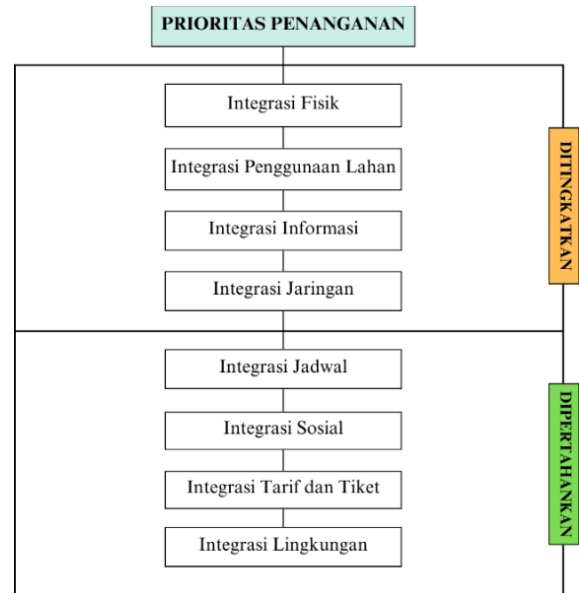 PRIORITAS PENANGANAN
Integrasi Fisik
Integrasi Penggunaan Lahan
Integrasi Informasi
Integrasi Jaringan
DITINGKATKAN
Integrasi Jadwal
Integrasi Sosial
Integrasi Tarif dan Tiket
Integrasi Lingkungan
DIPERTAHANKAN